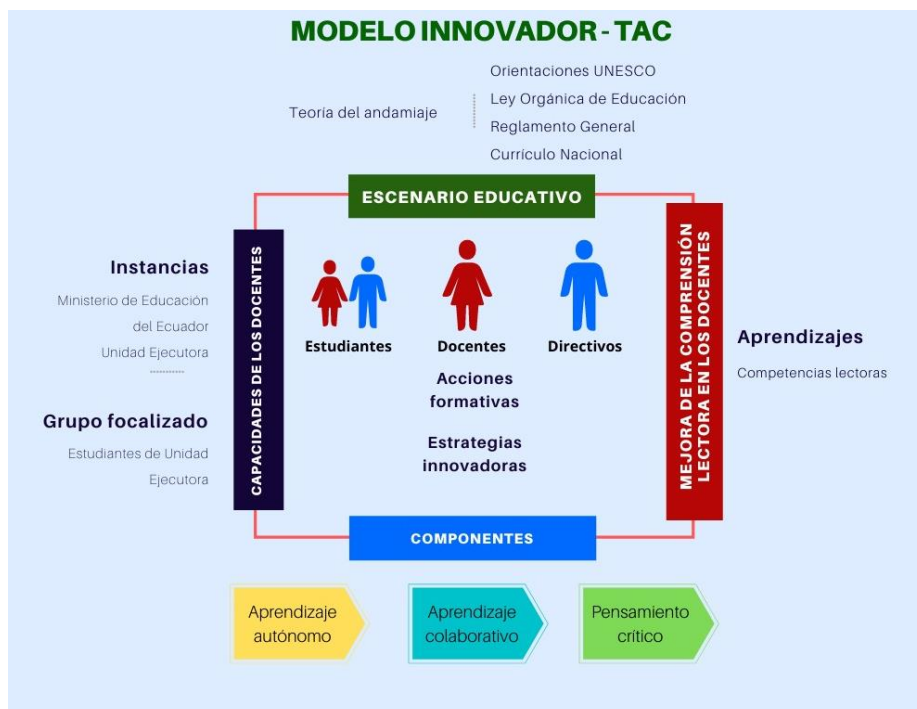 MODELO INNOVADOR - TAC
Teoría del andamiaje
Orientaciones UNESCO
Ley Orgánica de Educación
Reglamento General
Currículo Nacional
ESCENARIO EDUCATIVO
Instancias
Ministerio de Educación
del Ecuador
Unidad Ejecutora
Grupo focalizado
Estudiantes de Unidad
Ejecutora
CAPACIDADES DE LOS DOCENTES
Estudiantes
Docentes
Directivos
Acciones
formativas
Estrategias
innovadoras
MEJORA DE LA COMPRENSIÓN
LECTORA EN LOS DOCENTES
Aprendizajes
Competencias lectoras
COMPONENTES
Aprendizaje
autónomo
Aprendizaje
colaborativo
Pensamiento
crítico